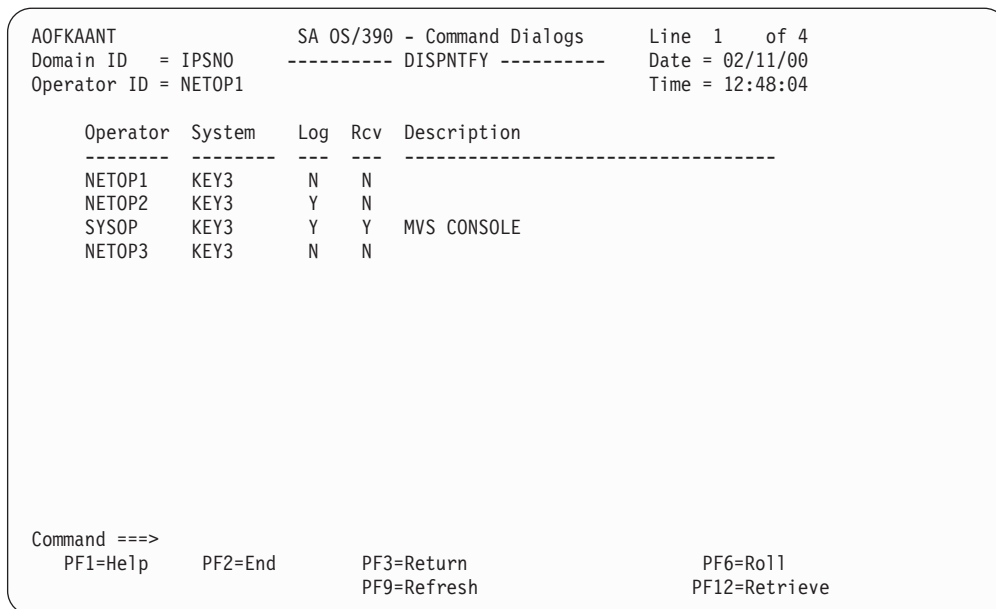 AOFKAANT SA OS/390 - Command Dialogs Line 1 of 4
Domain ID = IPSNO ---------- DISPNTFY ---------- Date = 02/11/00
Operator ID = NETOP1 Time = 12:48:04
Operator System Log Rcv Description
-------- -------- --- --- -----------------------------------
NETOP1 KEY3 N N
NETOP2 KEY3 Y N
SYSOP KEY3 Y Y MVS CONSOLE
NETOP3 KEY3 N N
Command ===>
PF1=Help PF2=End PF3=Return PF6=Roll
PF9=Refresh PF12=Retrieve